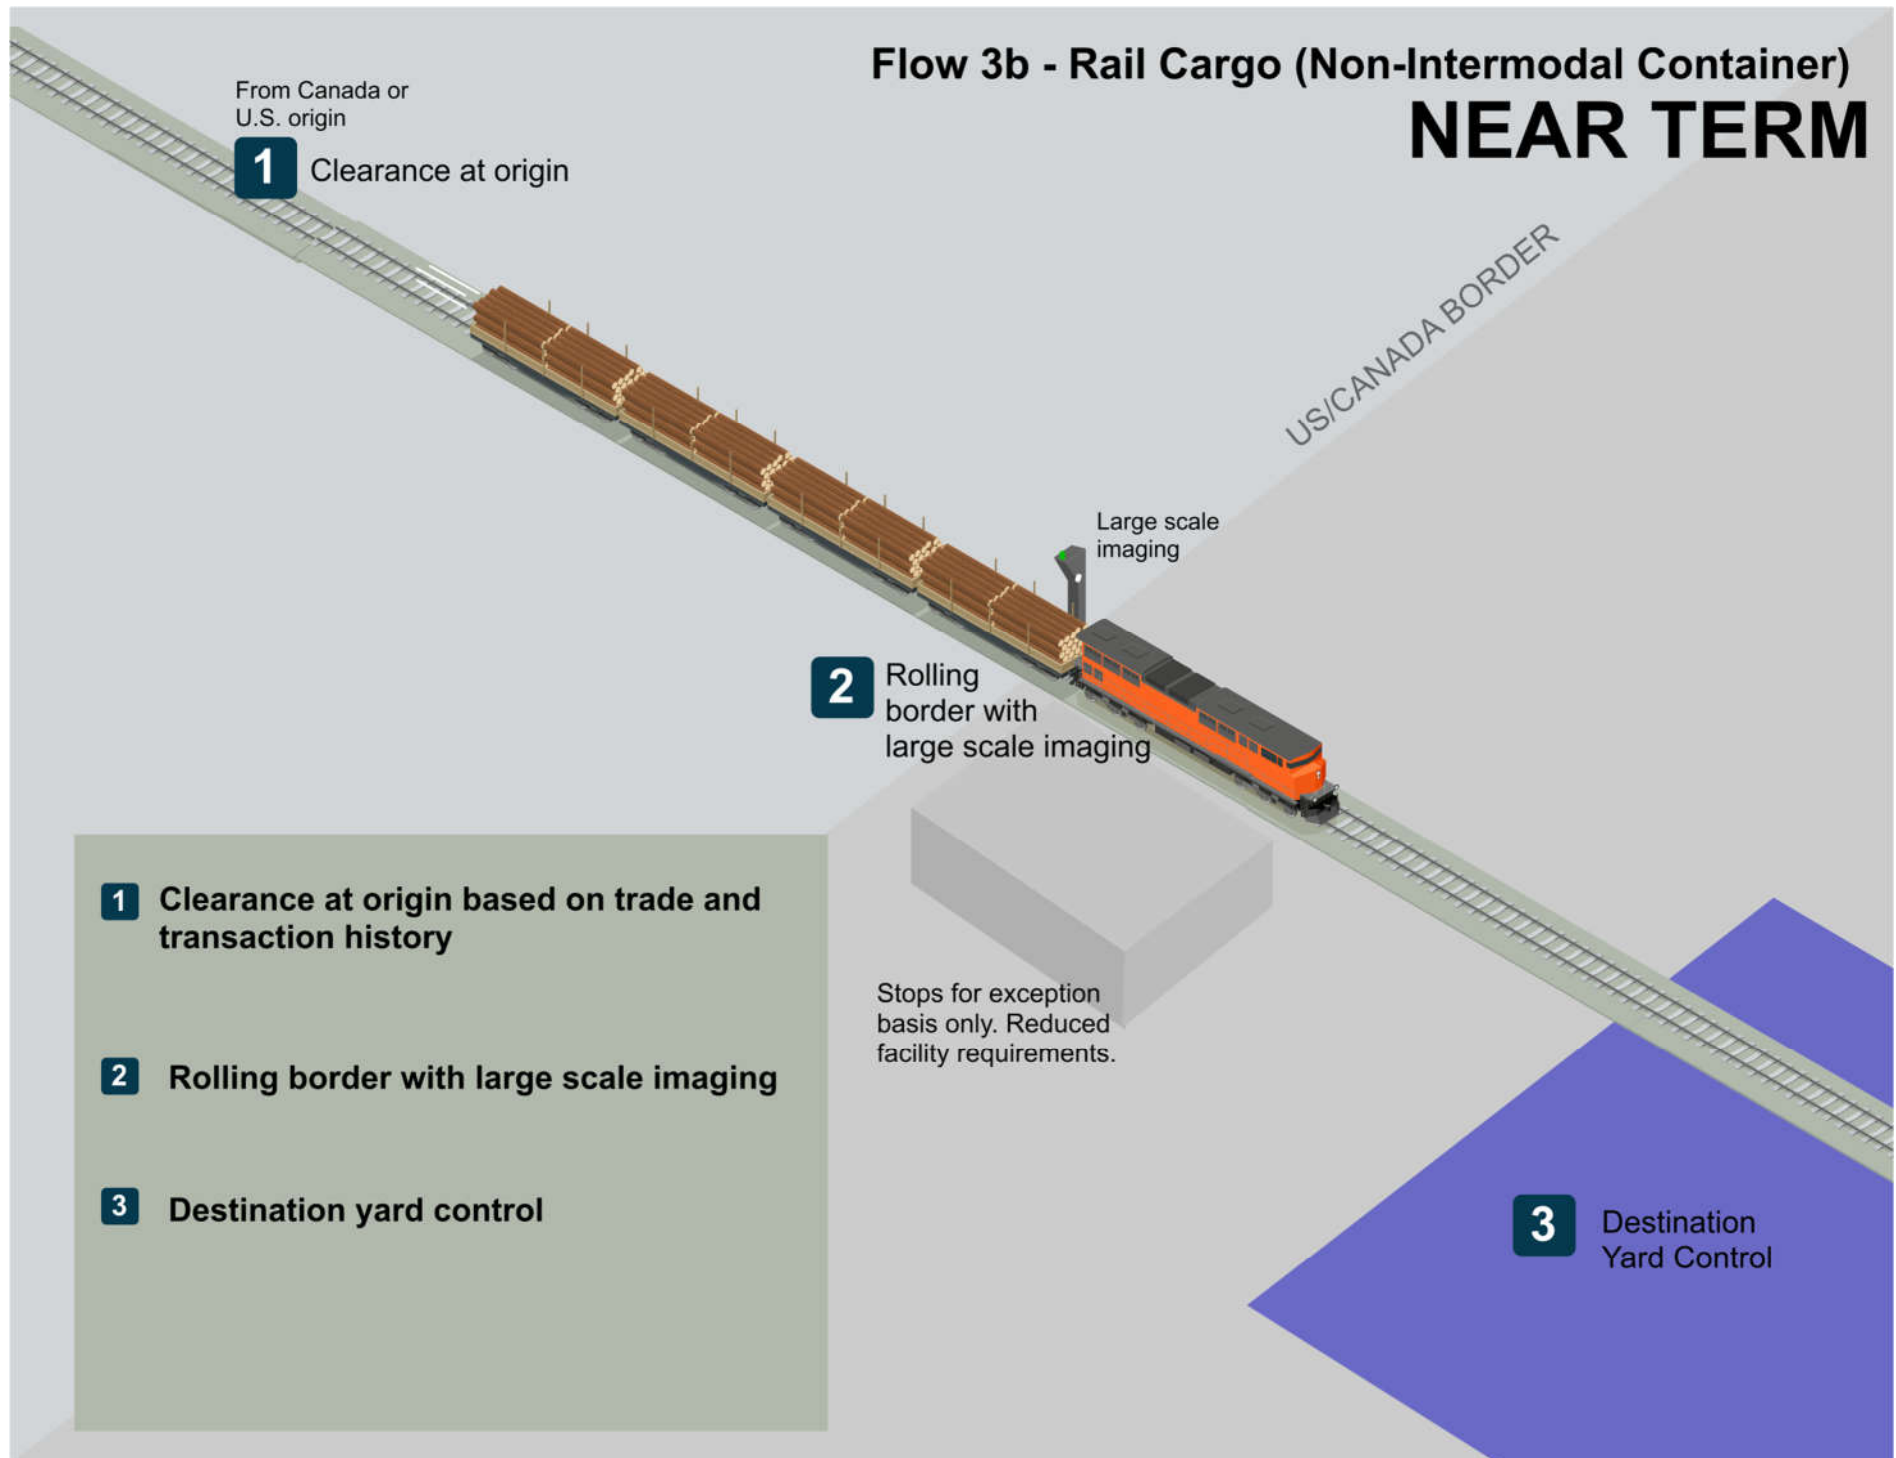 Flow 3b - Rail Cargo (Non-Intermodal Container)
NEAR TERM
From Canada or
U.S. origin
1 Clearance at origin
US/CANADA BORDER
Large scale
imaging
2 Rolling
border with
large scale imaging
Stops for exception
basis only. Reduced
facility requirements.
1 Clearance at origin based on trade and
transaction history
2 Rolling border with large scale imaging
3 Destination yard control
3 Destination
Yard Control